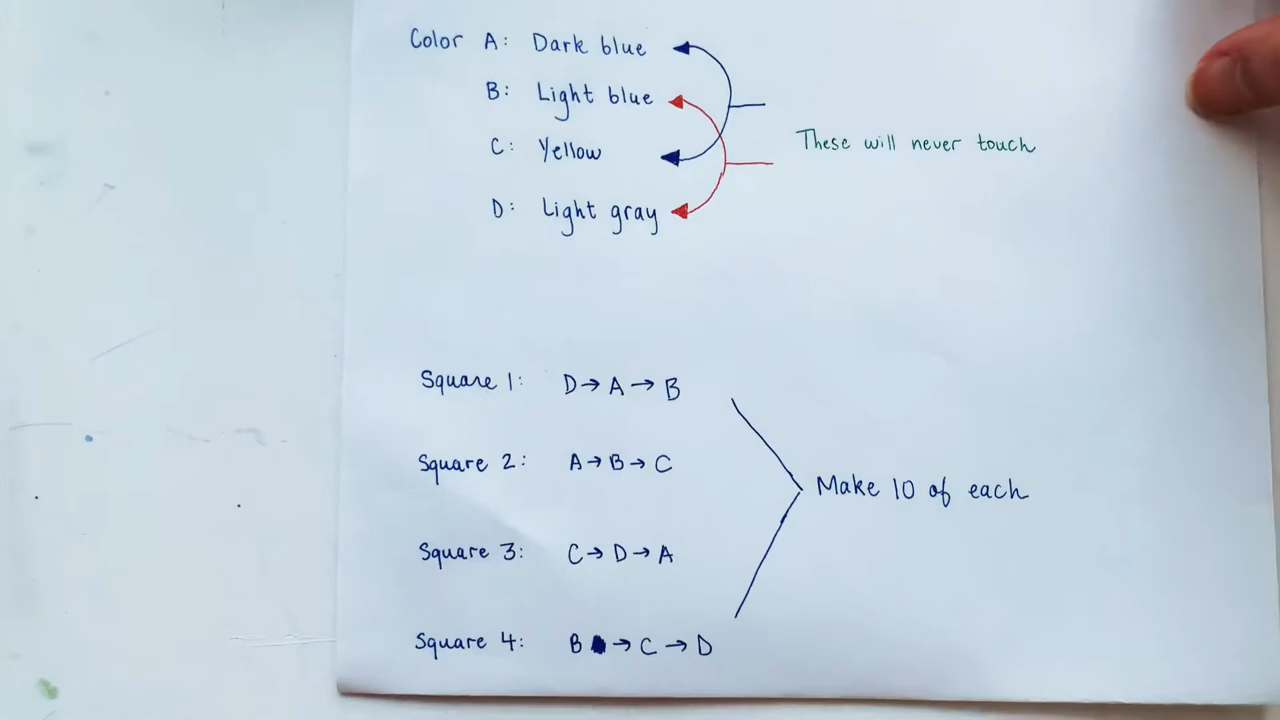 Color A: Dark blue
B: Light blue
These will never touch
C: Yellow
D: Light gray
Square 1: D→A→B
Square 2: A→B→C
Make 10 of each
Square 3: C→D→A
Square 4: B →C→D